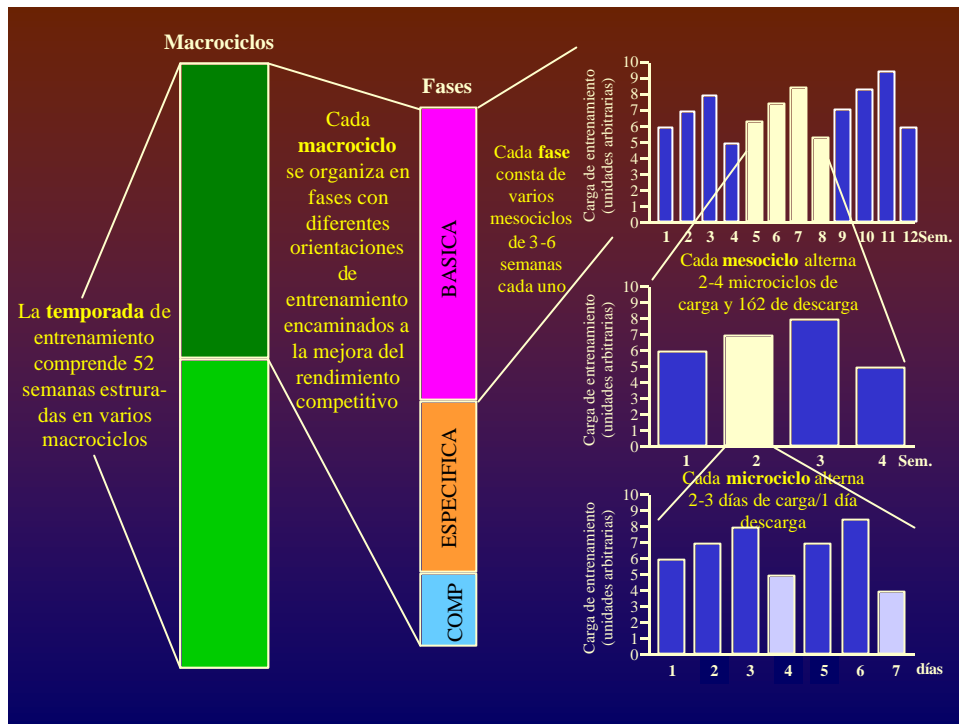 Macrociclos
La temporada de
entrenamiento
comprende 52
semanas estrura-
das en varios
macrociclos
Cada
macrociclo
se organiza en
fases con
diferentes
orientaciones
de
entrenamiento
encaminados a
la mejora del
rendimiento
competitivo
Fases
BASICA
ESPECIFICA
COMP
Cada fase
consta de
varios
mesociclos
de 3-6
semanas
cada uno
Carga de entrenamiento
(unidades arbitrarias)
10
9
8
7
6
5
4
3
2
1
0
1 2 3 4 5 6 7 8 9 10 11 12 Sem.
Cada mesociclo alterna
2-4 microciclos de
carga y 1ó2 de descarga
Carga de entrenamiento
(unidades arbitrarias)
10
9
8
7
6
5
4
3
2
1
0
1 2 3 4 Sem.
Cada microciclo alterna
2-3 días de carga/1 día
descarga
Carga de entrenamiento
(unidades arbitrarias)
10
9
8
7
6
5
4
3
2
1
0
1 2 3 4 5 6 7 días